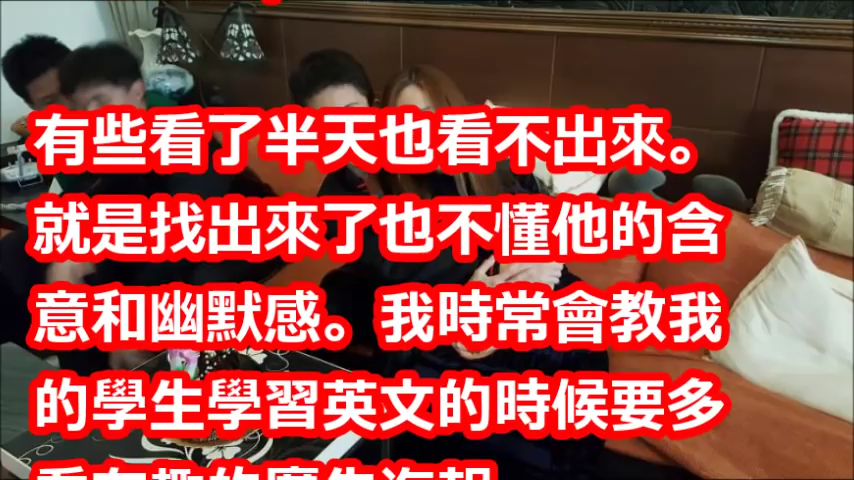 有些看了半天也看不出來。
就是找出來了也不懂他的含
意和幽默感。我時常會教我
的學生學習英文的時候要多